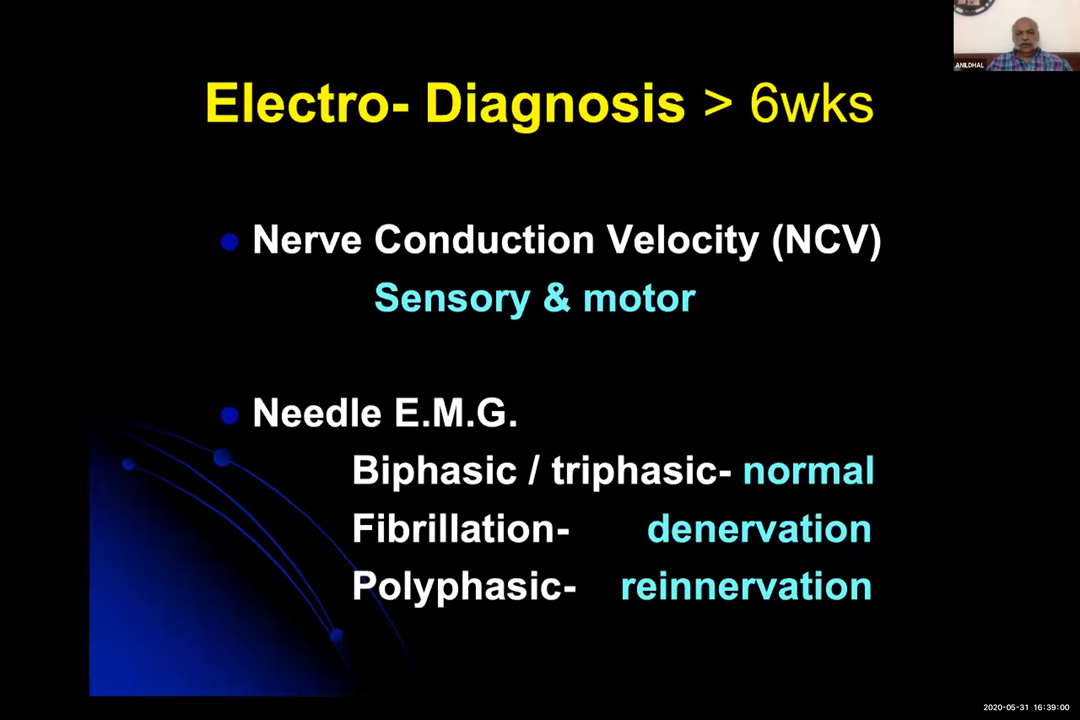 ANILDHAL
Electro- Diagnosis > 6wks
Nerve Conduction Velocity (NCV)
Sensory & motor
Needle E.M.G.
Biphasic / triphasic- normal
Fibrillation- denervation
Polyphasic- reinnervation
2020-05-31 16:39:00